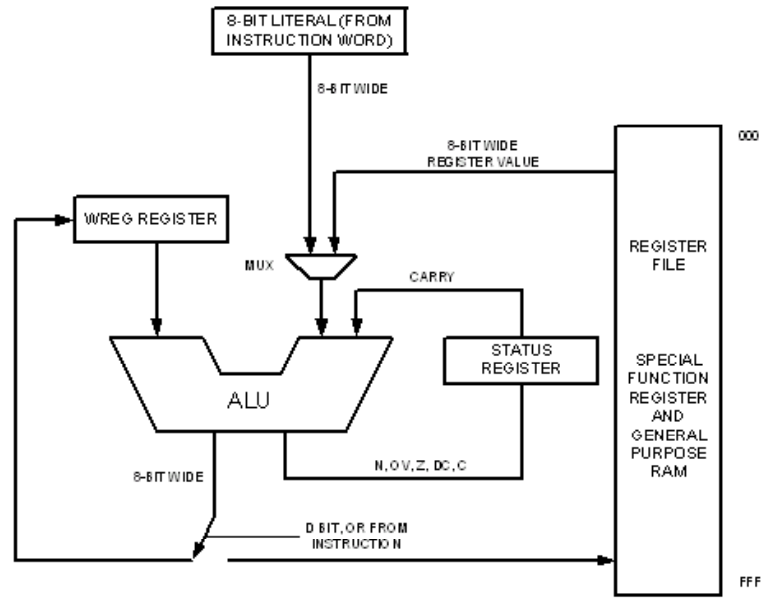 8-BIT LITERAL (FROM
INSTRUCTION WORD)
8-BIT WIDE
000
8-BIT WIDE
REGISTER VALUE
WREG REGISTER
REGISTER
FILE
MUX
CARRY
STATUS
REGISTER
SPECIAL
FUNCTION
REGISTER
AND
GENERAL
PURPOSE
RAM
ALU
N, OV, Z, DC, C
8-BIT WIDE
D BIT, OR FROM
INSTRUCTION
FFF